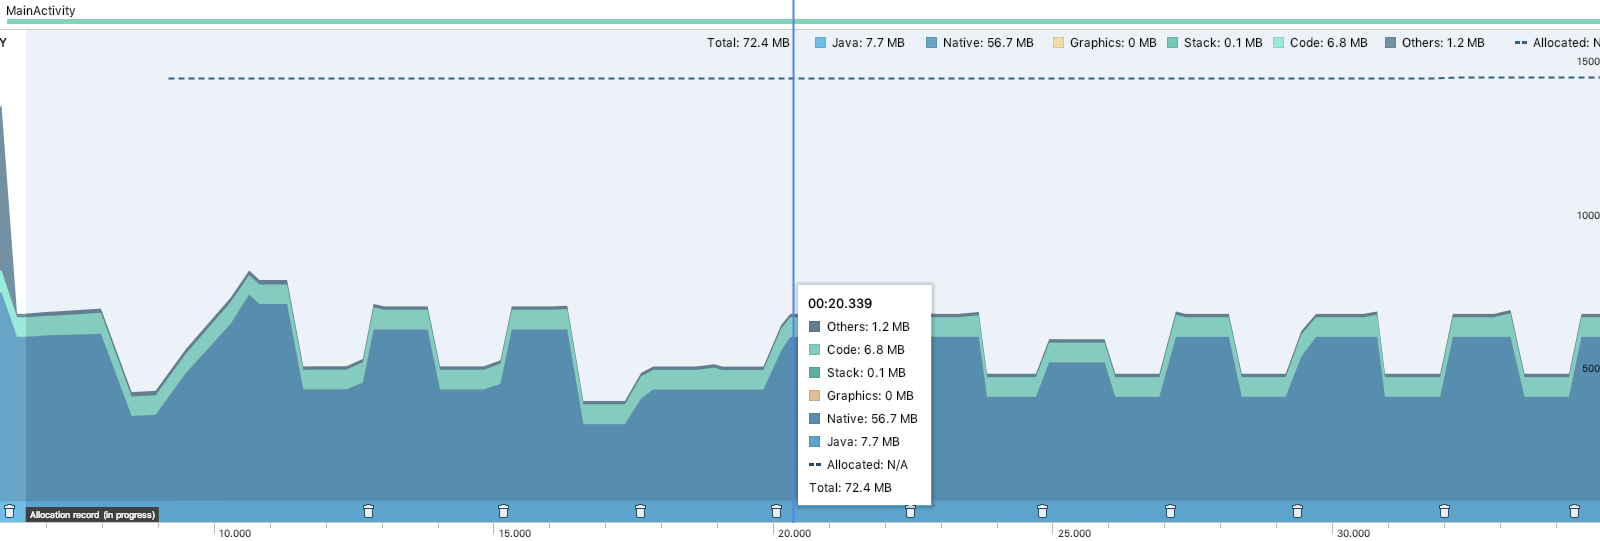 MainActivity
Y
Total: 72.4 MB Java: 7.7 MB Native: 56.7 MB Graphics: 0 MB Stack: 0.1 MB Code: 6.8 MB Others: 1.2 MB Allocated: N
1500
1000
500
00:20.339
Others: 1.2 MB
Code: 6.8 MB
Stack: 0.1 MB
Graphics: 0 MB
Native: 56.7 MB
Java: 7.7 MB
Allocated: N/A
Total: 72.4 MB
Allocation record (in progress)
10.000 15.000 20.000 25.000 30.000